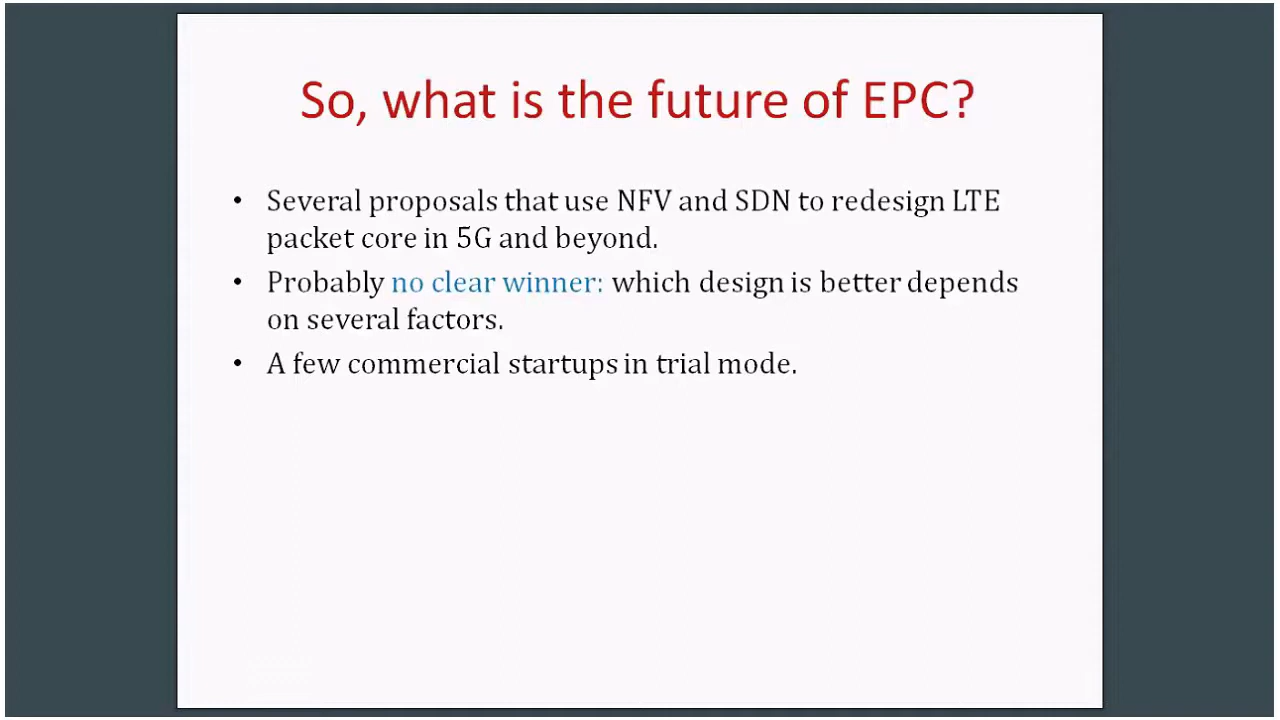 So, what is the future of EPC?
• Several proposals that use NFV and SDN to redesign LTE
packet core in 5G and beyond.
• Probably no clear winner: which design is better depends
on several factors.
• A few commercial startups in trial mode.